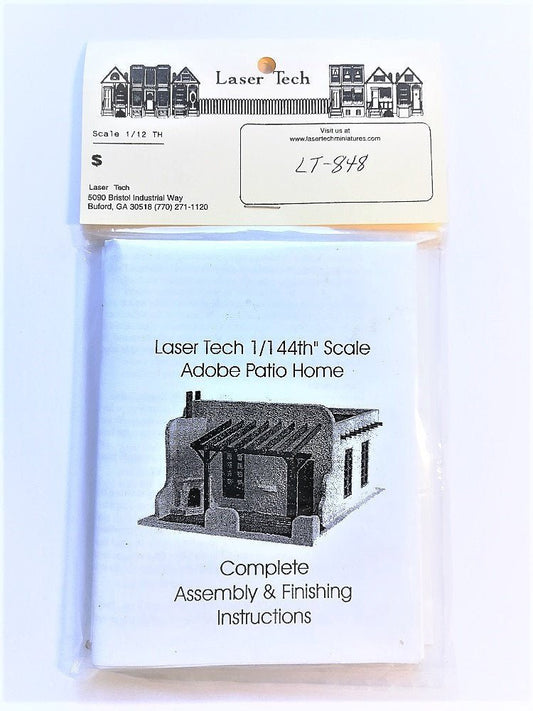 Laser Tech
Scale 1/12 TH
$
Visit us at
www.lasertechminiatures.com
LT-848
Laser Tech
5090 Bristol Industrial Way
Buford, GA 30518 (770) 271-1120
Laser Tech 1/144th" Scale
Adobe Patio Home
Complete
Assembly & Finishing
Instructions